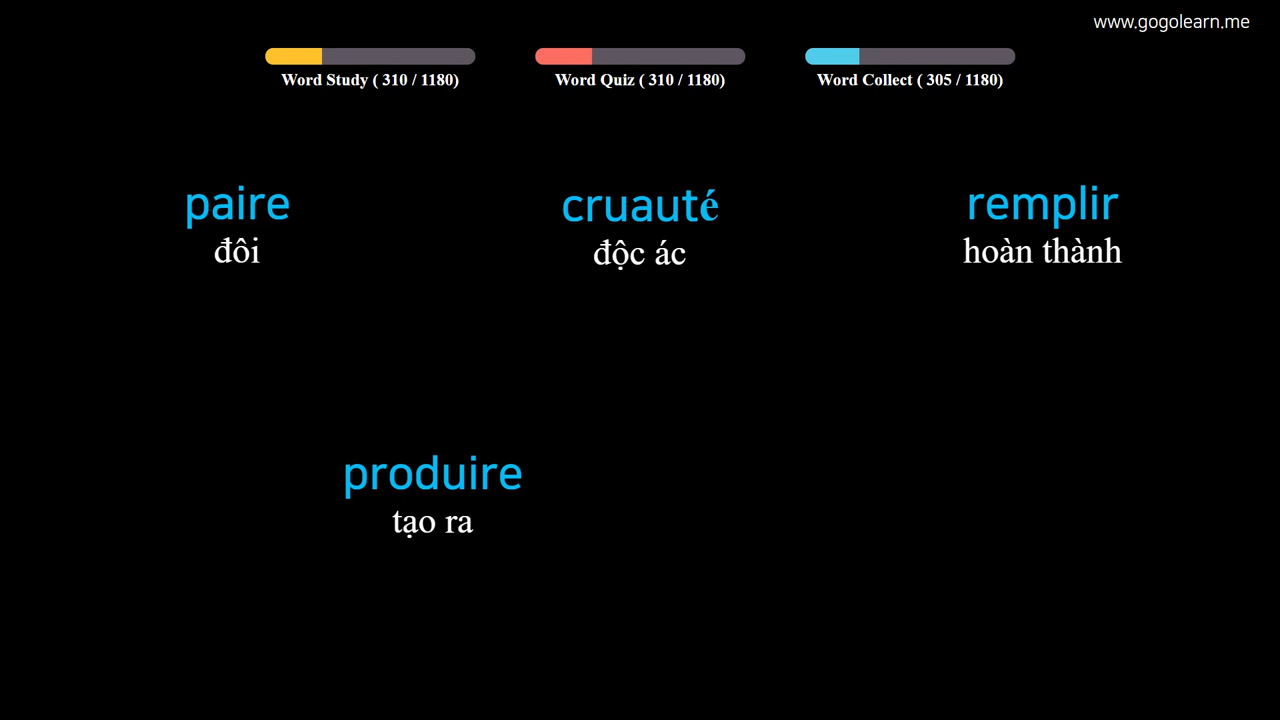 www.gogolearn.me
Word Study ( 310 / 1180)
Word Quiz ( 310 / 1180)
Word Collect ( 305 / 1180)
paire
đôi
cruauté
độc ác
remplir
hoàn thành
produire
tạo ra